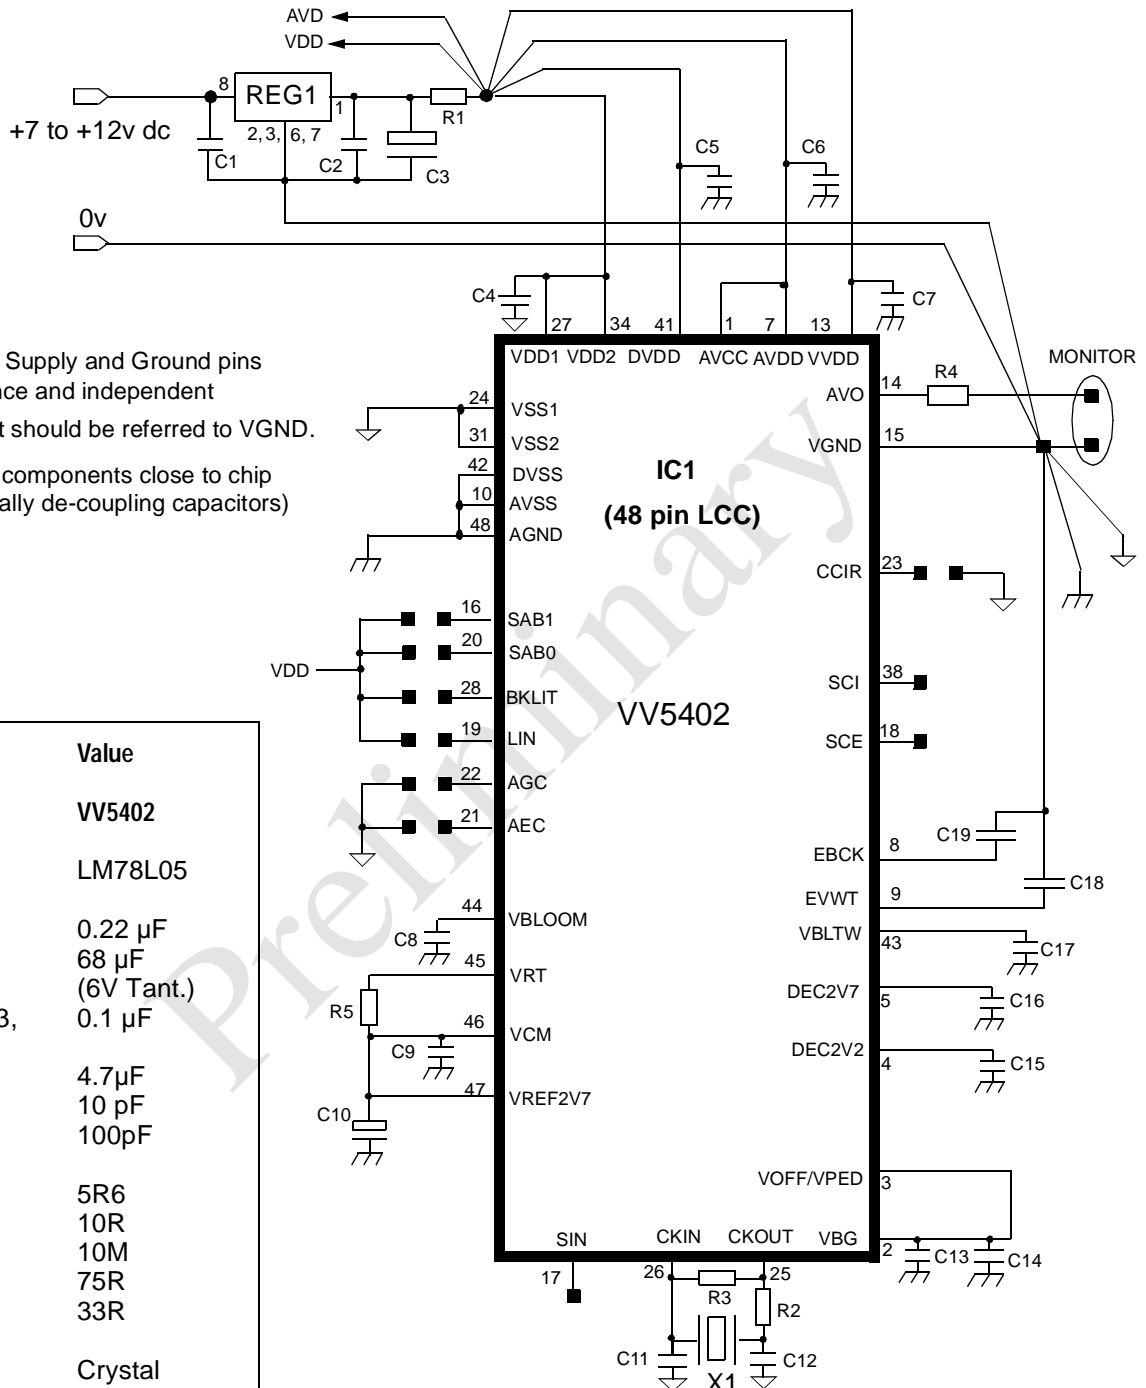 AVD
VDD
8
REG1
1
R1
+7 to +12v dc
2, 3, 6, 7
C1
C2
C3
C5
C6
0v
C4
C7
27
34
41
1
7
13
Supply and Ground pins
nce and independent
t should be referred to VGND.
components close to chip
ally de-coupling capacitors)
VDD1 VDD2 DVDD AVCC AVDD VVDD
MONITOR
AVO
14
R4
24
VSS1
31
VSS2
VGND
15
42
DVSS
10
AVSS
48
AGND
IC1
(48 pin LCC)
CCIR
23
16
SAB1
20
SAB0
VDD
28
BKLIT
19
LIN
22
AGC
21
AEC
VV5402
SCI
38
SCE
18
Preliminary
EBCK
8
C19
EVWT
9
C18
44
VBLOOM
C8
VBLTW
43
C17
45
VRT
R5
DEC2V7
5
C16
46
VCM
C9
DEC2V2
4
C15
47
VREF2V7
C10
VOFF/VPED
3
SIN
CKIN
CKOUT
VBG
2
C13
C14
17
26
25
R3
R2
C11
X1
C12
Value
VV5402
LM78L05
0.22 µF
68 µF
(6V Tant.)
3, 0.1 µF
4.7µF
10 pF
100pF
5R6
10R
10M
75R
33R
Crystal